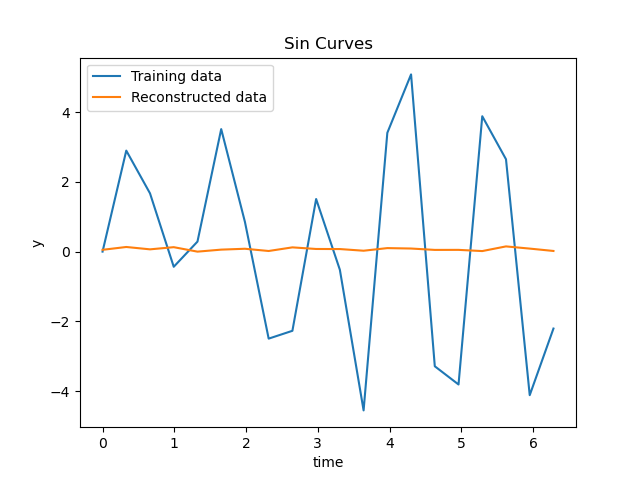 Sin Curves
Training data
Reconstructed data
4
2
0
−2
−4
y
0 1 2 3 4 5 6
time